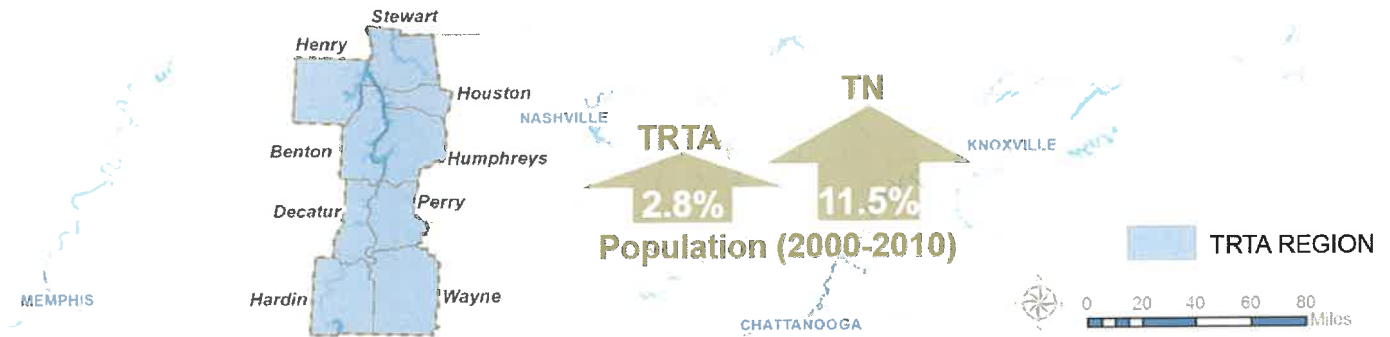 Stewart
Henry
Houston
NASHVILLE
TN
TRTA
KNOXVILLE
Benton
Humphreys
2.8%
11.5%
Decatur
Perry
Population (2000-2010)
TRTA REGION
Hardin
Wayne
MEMPHIS
CHATTANOOGA
0 20 40 60 80
Miles